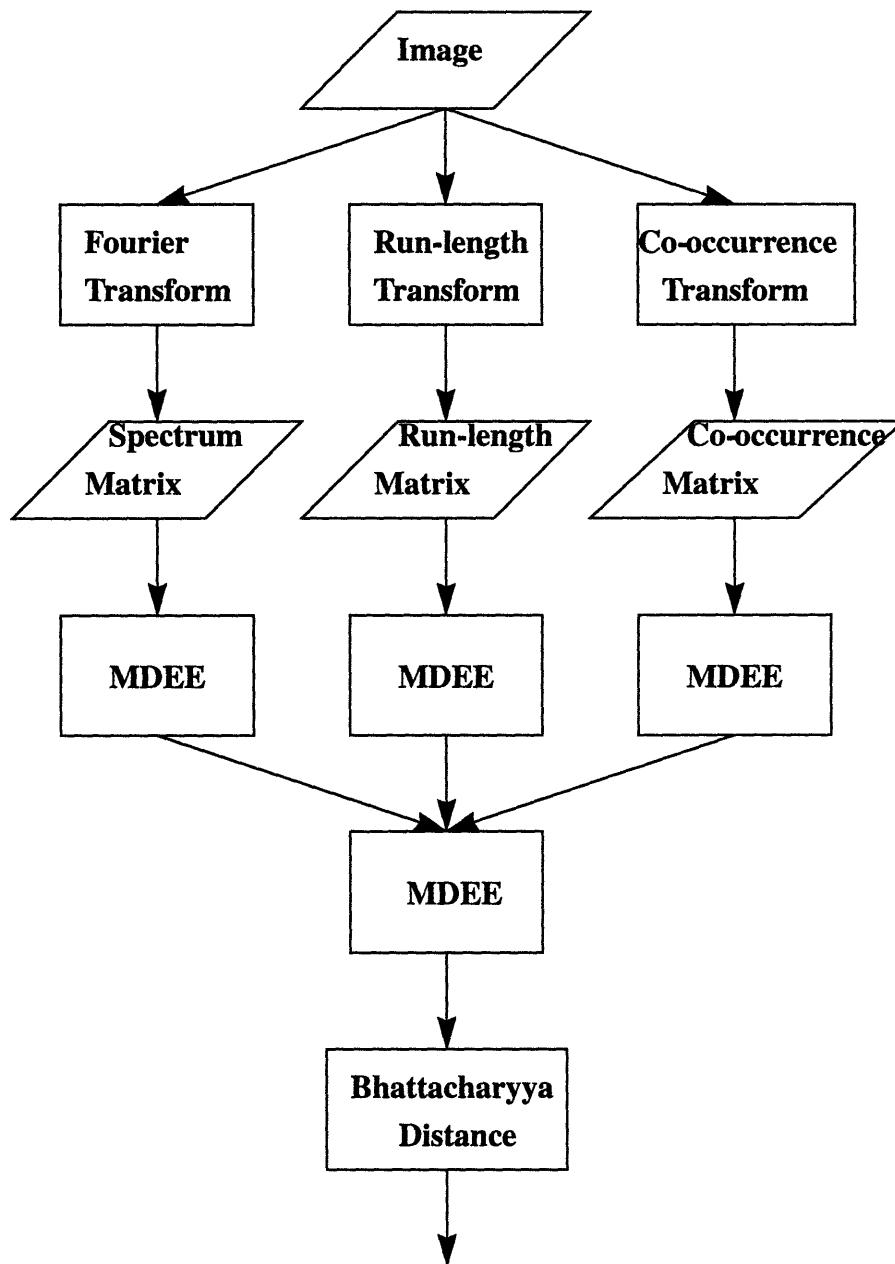 Image
Fourier
Transform
Run-length
Transform
Co-occurrence
Transform
Spectrum
Matrix
Run-length
Matrix
Co-occurrence
Matrix
MDEE
MDEE
MDEE
MDEE
Bhattacharyya
Distance